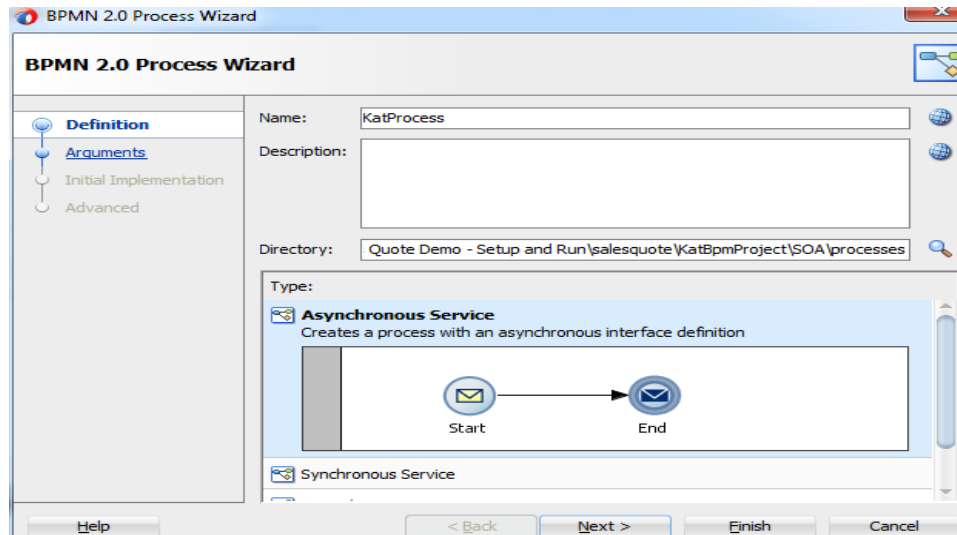 BPMN 2.0 Process Wizard
BPMN 2.0 Process Wizard
Definition
Arguments
Initial Implementation
Advanced
Name: KatProcess
Description:
Directory: Quote Demo - Setup and Run\salesquote\KatBpmProject\SOA\processes
Type:
Asynchronous Service
Creates a process with an asynchronous interface definition
Start End
Synchronous Service
Help < Back Next > Finish Cancel